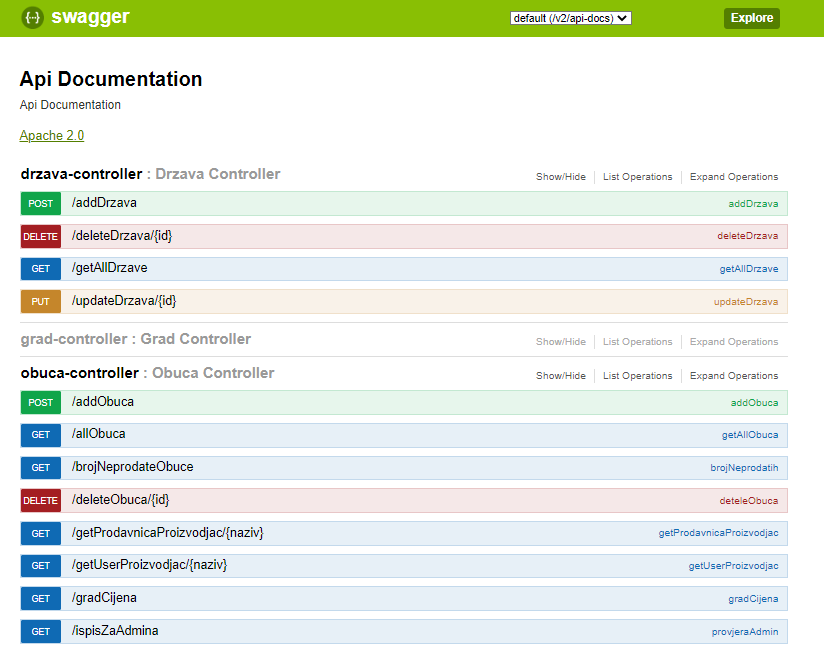 {···} swagger default (/v2/api-docs) Explore
Api Documentation
Api Documentation
Apache 2.0
drzava-controller : Drzava Controller Show/Hide List Operations Expand Operations
POST /addDrzava addDrzava
DELETE /deleteDrzava/{id} deleteDrzava
GET /getAllDrzave getAllDrzave
PUT /updateDrzava/{id} updateDrzava
grad-controller : Grad Controller Show/Hide List Operations Expand Operations
obuca-controller : Obuca Controller Show/Hide List Operations Expand Operations
POST /addObuca addObuca
GET /allObuca getAllObuca
GET /brojNeprodateObuce brojNeprodatih
DELETE /deleteObuca/{id} deteleObuca
GET /getProdavnicaProizvodjac/{naziv} getProdavnicaProizvodjac
GET /getUserProizvodjac/{naziv} getUserProizvodjac
GET /gradCijena gradCijena
GET /ispisZaAdmina provjeraAdmin